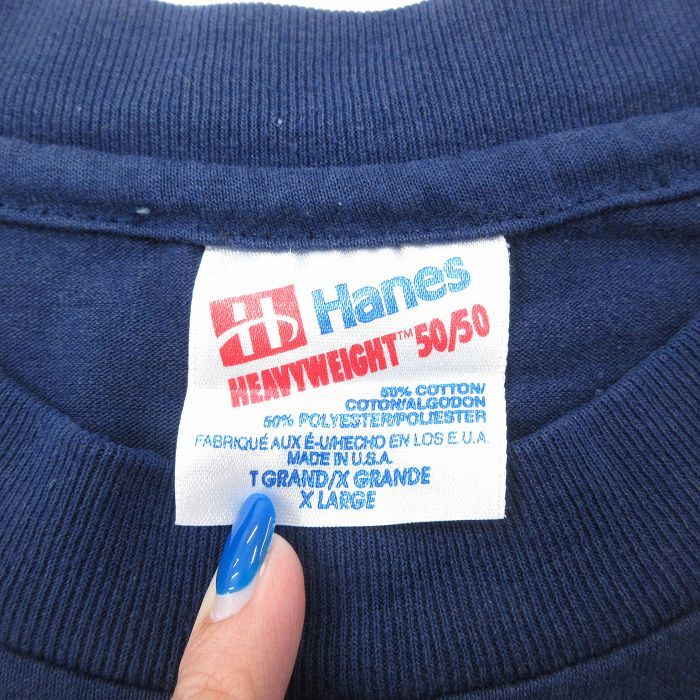 H Hanes
HEAVYWEIGHT™ 50/50
50% COTTON/
COTON/ALGODON
50% POLYESTER/POLIESTER
FABRIQUÉ AUX É-U/HECHO EN LOS E.U.A.
MADE IN U.S.A.
T GRAND/X GRANDE
X LARGE